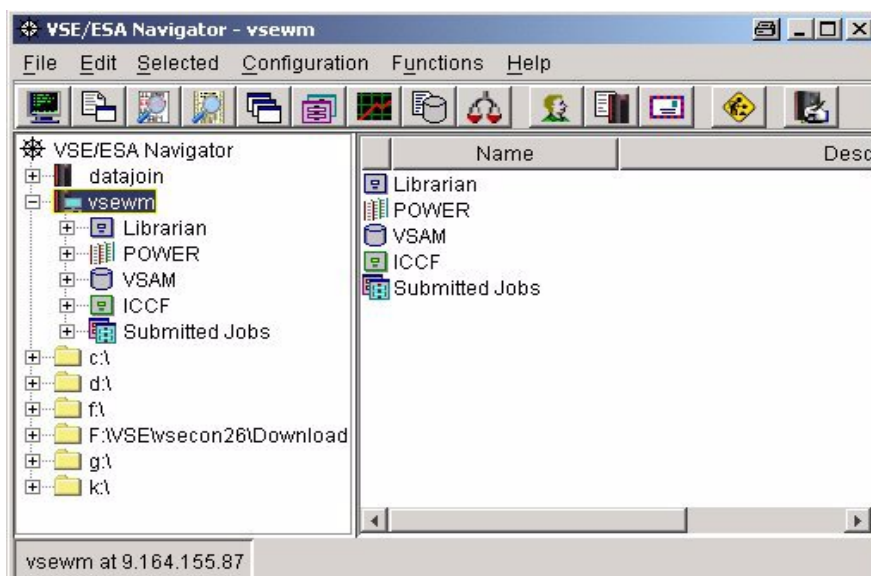 VSE/ESA Navigator - vsewm
File Edit Selected Configuration Functions Help
VSE/ESA Navigator
datajoin
vsewm
Librarian
POWER
VSAM
ICCF
Submitted Jobs
c:\
d:\
f:\
F:\VSE\vsecon26\Download
g:\
k:\
Name Desc
Librarian
POWER
VSAM
ICCF
Submitted Jobs
vsewm at 9.164.155.87